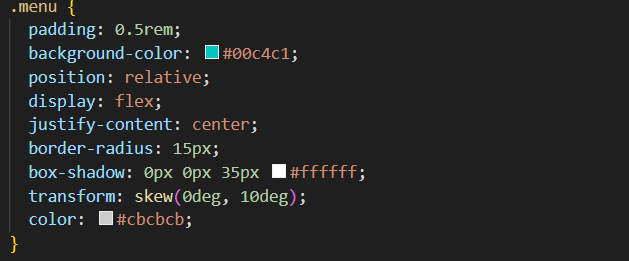 .menu {
padding: 0.5rem;
background-color: #00c4c1;
position: relative;
display: flex;
justify-content: center;
border-radius: 15px;
box-shadow: 0px 0px 35px #ffffff;
transform: skew(0deg, 10deg);
color: #cbcbcb;
}